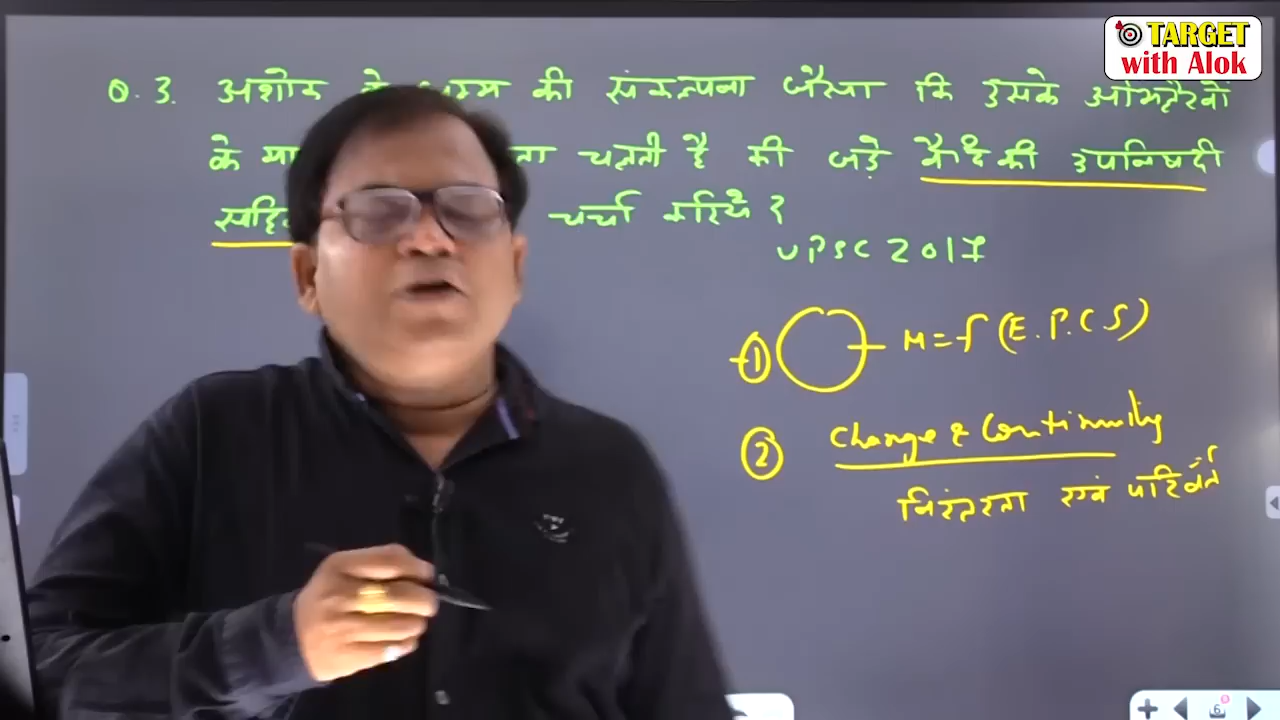 TARGET
with Alok
Q. 3. अशोक के धम्म की संकल्पना जैसा कि उसके अभिलेखों
के चलती है की जड़े वैदिक की उपनिषदी
चर्चा करिये ?
UPSC 2017
① M = f (E. P. C S)
② Change & Continuity
निरंतरता एवं परिवर्तन